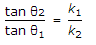 tan θ2 / tan θ₁ = k₁ / k₂